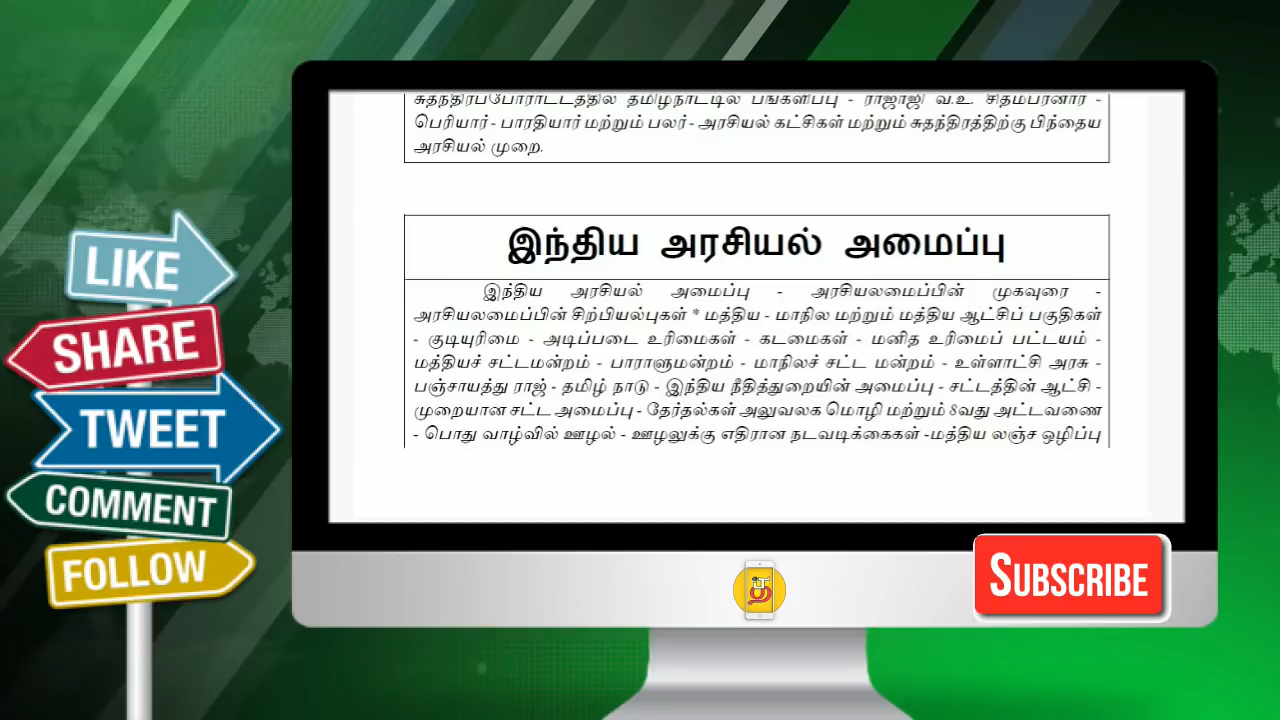 சுதந்திரப்போராட்டத்தில் தமிழ்நாட்டில் பங்களிப்பு - ராஜாஜி வ.உ. சிதம்பரனார் -
பெரியார் - பாரதியார் மற்றும் பலர் - அரசியல் கட்சிகள் மற்றும் சுதந்திரத்திற்கு பிந்தைய
அரசியல் முறை.
இந்திய அரசியல் அமைப்பு
இந்திய அரசியல் அமைப்பு - அரசியலமைப்பின் முகவுரை -
அரசியலமைப்பின் சிற்பியல்புகள் * மத்திய - மாநில மற்றும் மத்திய ஆட்சிப் பகுதிகள்
- குடியுரிமை - அடிப்படை உரிமைகள் - கடமைகள் - மனித உரிமைப் பட்டயம் -
மத்தியச் சட்டமன்றம் - பாராளுமன்றம் - மாநிலச் சட்ட மன்றம் - உள்ளாட்சி அரசு -
பஞ்சாயத்து ராஜ் - தமிழ் நாடு - இந்திய நீதித்துறையின் அமைப்பு - சட்டத்தின் ஆட்சி -
முறையான சட்ட அமைப்பு - தேர்தல்கள் அலுவலக மொழி மற்றும் 8வது அட்டவணை
- பொது வாழ்வில் ஊழல் - ஊழலுக்கு எதிரான நடவடிக்கைகள் -மத்திய லஞ்ச ஒழிப்பு
LIKE
SHARE
TWEET
COMMENT
FOLLOW
SUBSCRIBE